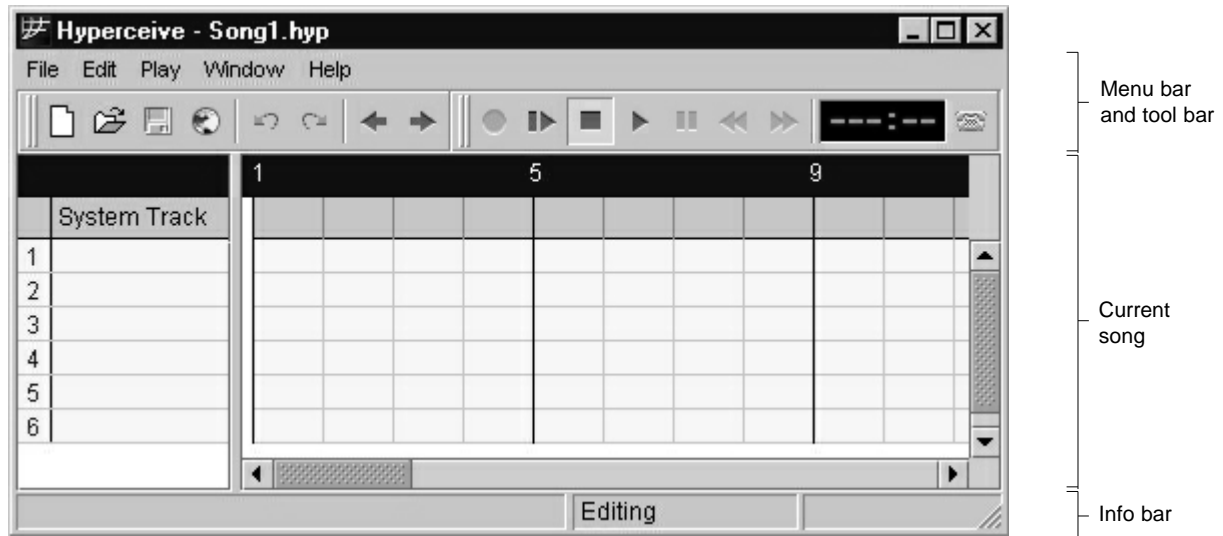 Hyperceive - Song1.hyp
File Edit Play Window Help
Menu bar
and tool bar
---:--
1 5 9
System Track
1
2
3
4
5
6
Current
song
Editing
Info bar